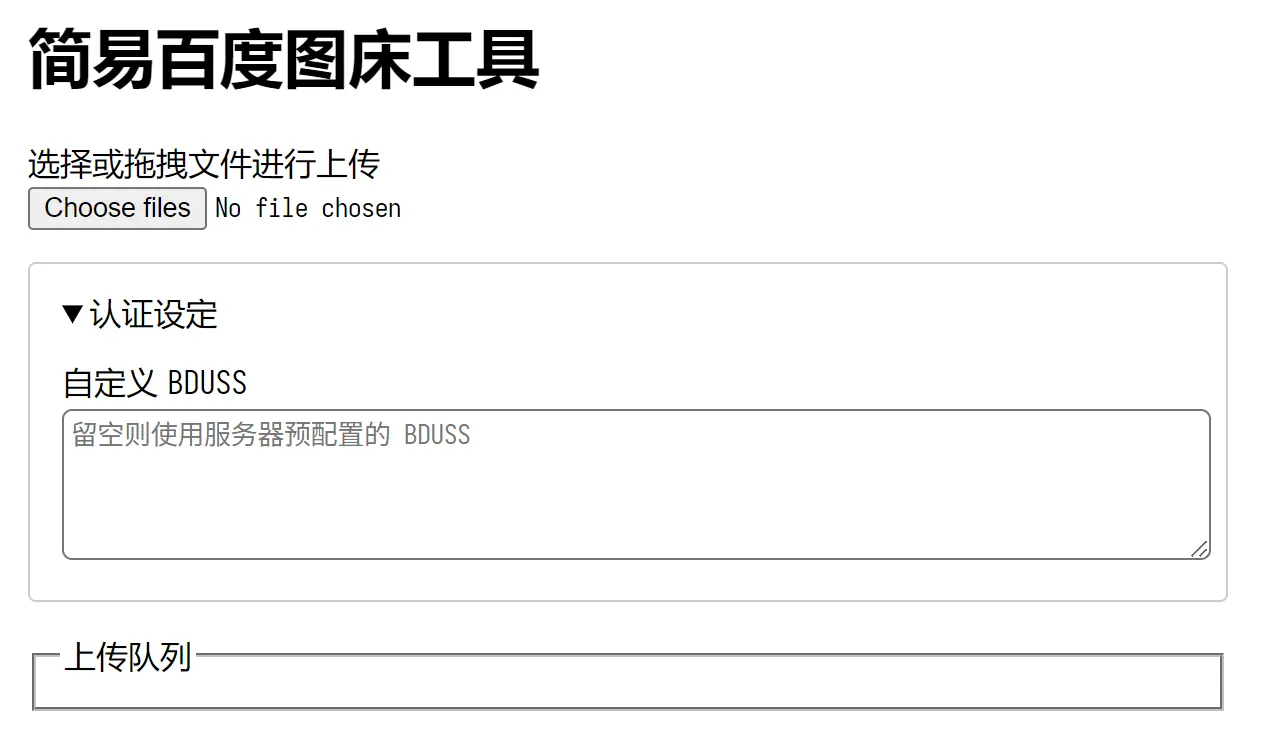 简易百度图床工具
选择或拖拽文件进行上传
Choose files No file chosen
▼认证设定
自定义 BDUSS
留空则使用服务器预配置的 BDUSS
上传队列